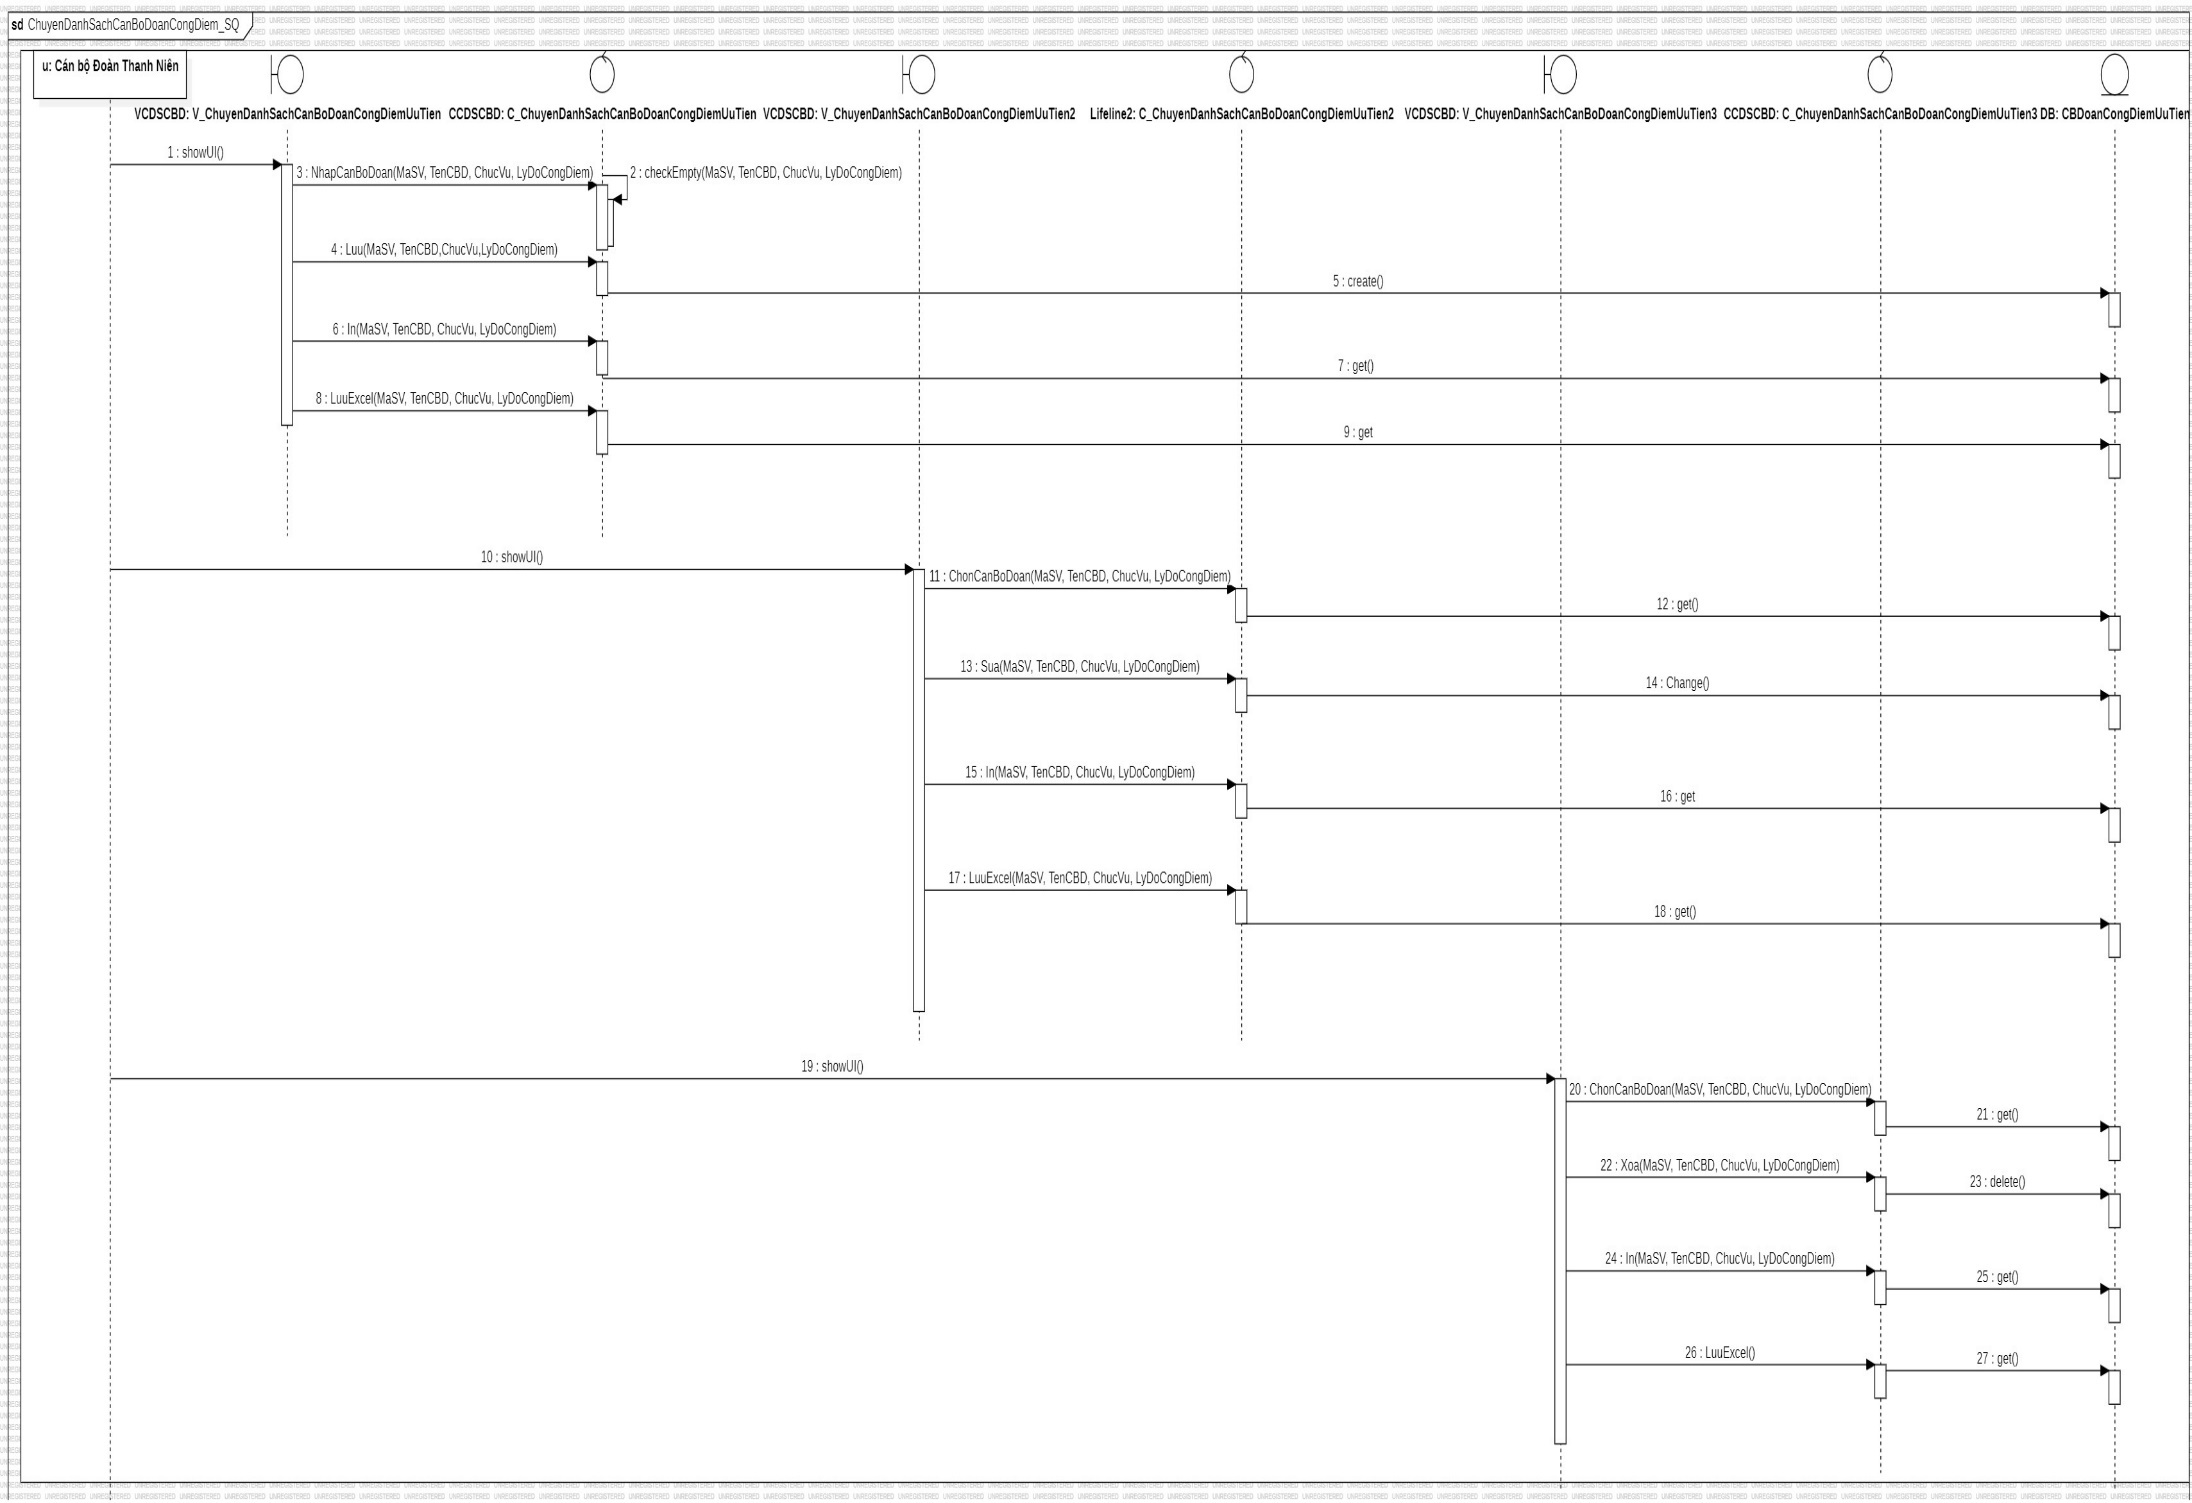 sd ChuyenDanhSachCanBoDoanCongDiem_SQ
u: Cán bộ Đoàn Thanh Niên
VCDSCBD: V_ChuyenDanhSachCanBoDoanCongDiemUuTien
CCDSCBD: C_ChuyenDanhSachCanBoDoanCongDiemUuTien
VCDSCBD: V_ChuyenDanhSachCanBoDoanCongDiemUuTien2
Lifeline2: C_ChuyenDanhSachCanBoDoanCongDiemUuTien2
VCDSCBD: V_ChuyenDanhSachCanBoDoanCongDiemUuTien3
CCDSCBD: C_ChuyenDanhSachCanBoDoanCongDiemUuTien3
DB: CBDoanCongDiemUuTien
1 : showUI()
3 : NhapCanBoDoan(MaSV, TenCBD, ChucVu, LyDoCongDiem)
2 : checkEmpty(MaSV, TenCBD, ChucVu, LyDoCongDiem)
4 : Luu(MaSV, TenCBD,ChucVu,LyDoCongDiem)
5 : create()
6 : In(MaSV, TenCBD, ChucVu, LyDoCongDiem)
7 : get()
8 : LuuExcel(MaSV, TenCBD, ChucVu, LyDoCongDiem)
9 : get
10 : showUI()
11 : ChonCanBoDoan(MaSV, TenCBD, ChucVu, LyDoCongDiem)
12 : get()
13 : Sua(MaSV, TenCBD, ChucVu, LyDoCongDiem)
14 : Change()
15 : In(MaSV, TenCBD, ChucVu, LyDoCongDiem)
16 : get
17 : LuuExcel(MaSV, TenCBD, ChucVu, LyDoCongDiem)
18 : get()
19 : showUI()
20 : ChonCanBoDoan(MaSV, TenCBD, ChucVu, LyDoCongDiem)
21 : get()
22 : Xoa(MaSV, TenCBD, ChucVu, LyDoCongDiem)
23 : delete()
24 : In(MaSV, TenCBD, ChucVu, LyDoCongDiem)
25 : get()
26 : LuuExcel()
27 : get()
UNREGISTERED